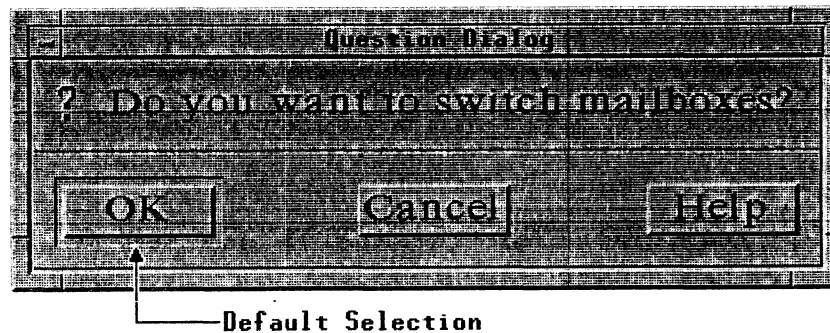 Question Dialog
? Do you want to switch mailboxes?
OK Cancel Help
Default Selection